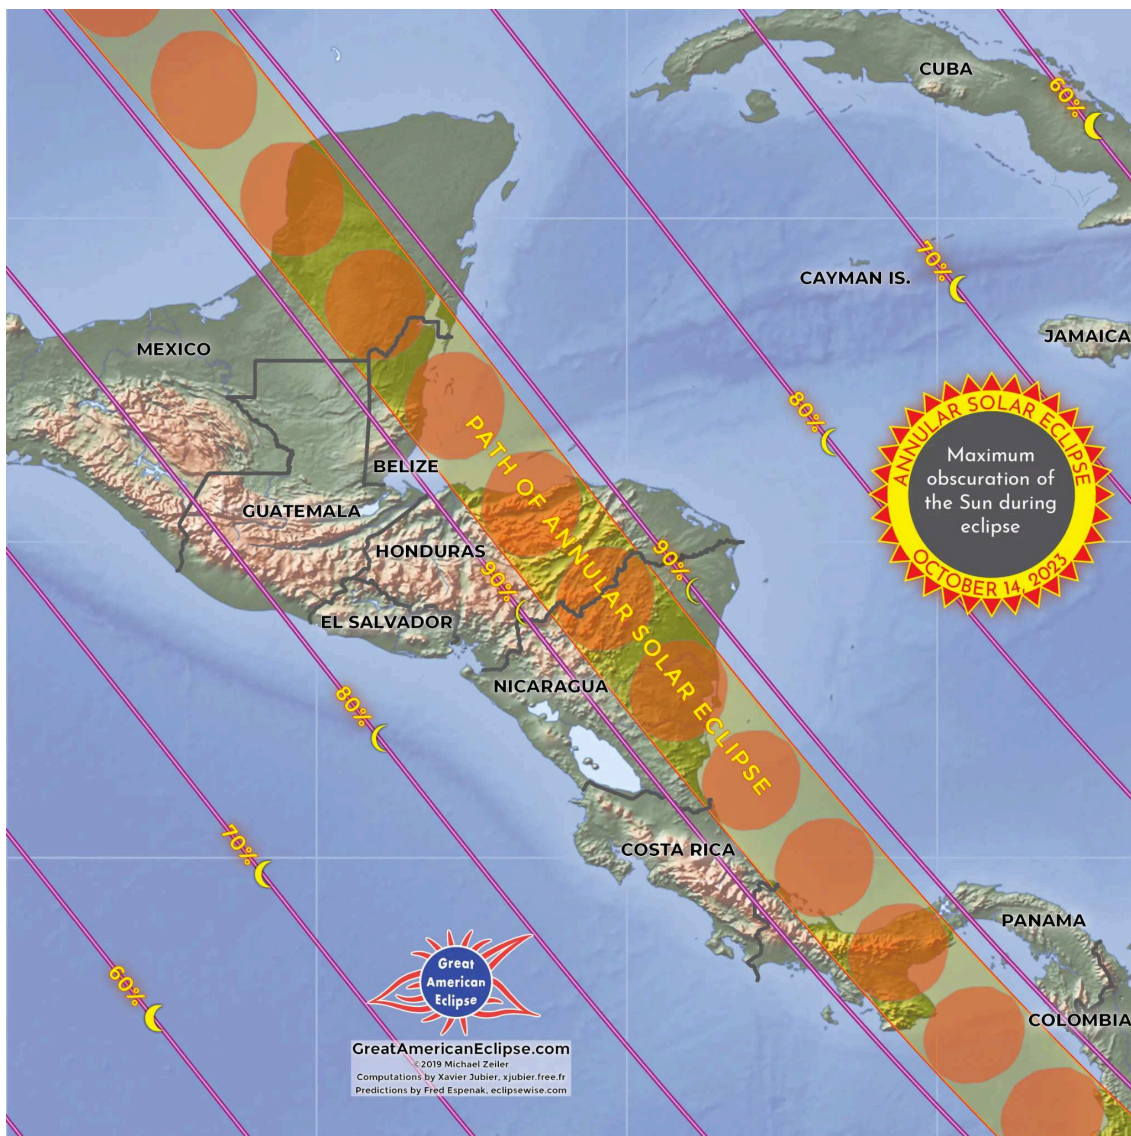 CUBA
60%
70%
CAYMAN IS.
JAMAICA
MEXICO
80%
ANNULAR SOLAR ECLIPSE
Maximum
obscuration of
the Sun during
eclipse
OCTOBER 14, 2023
PATH OF ANNULAR SOLAR ECLIPSE
BELIZE
GUATEMALA
HONDURAS
90%
90%
EL SALVADOR
NICARAGUA
80%
70%
COSTA RICA
PANAMA
60%
COLOMBIA
Great
American
Eclipse
GreatAmericanEclipse.com
©2019 Michael Zeiler
Computations by Xavier Jubier, xjubier.free.fr
Predictions by Fred Espenak, eclipsewise.com